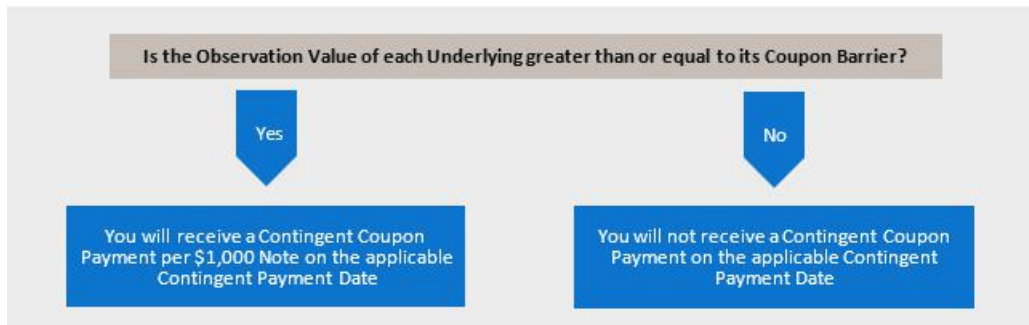 Is the Observation Value of each Underlying greater than or equal to its Coupon Barrier?
Yes
No
You will receive a Contingent Coupon
Payment per $1,000 Note on the applicable
Contingent Payment Date
You will not receive a Contingent Coupon
Payment on the applicable Contingent
Payment Date